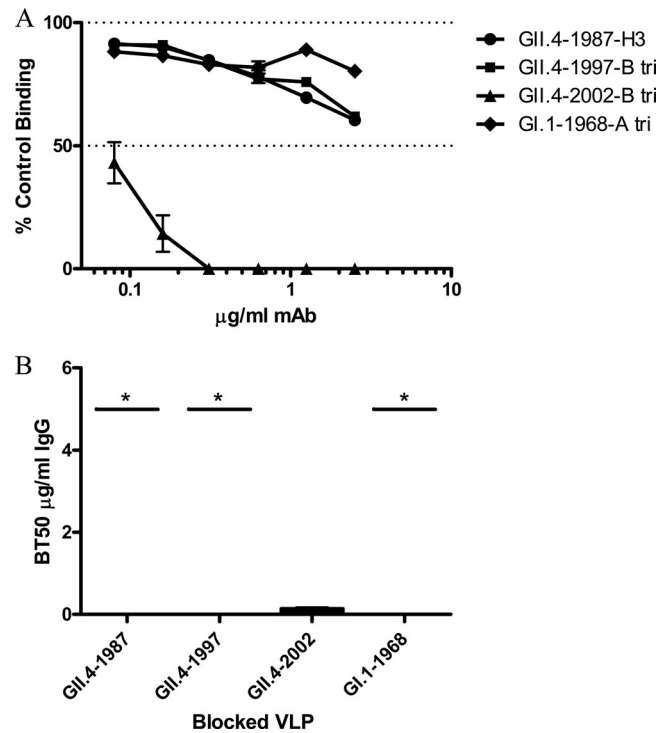 A
100
50
0
% Control Binding
0.1
1
10
μg/ml mAb
GII.4-1987-H3
GII.4-1997-B tri
GII.4-2002-B tri
GI.1-1968-A tri
B
6
4
2
0
BT50 μg/ml IgG
*
*
*
GII.4-1987
GII.4-1997
GII.4-2002
GI.1-1968
Blocked VLP